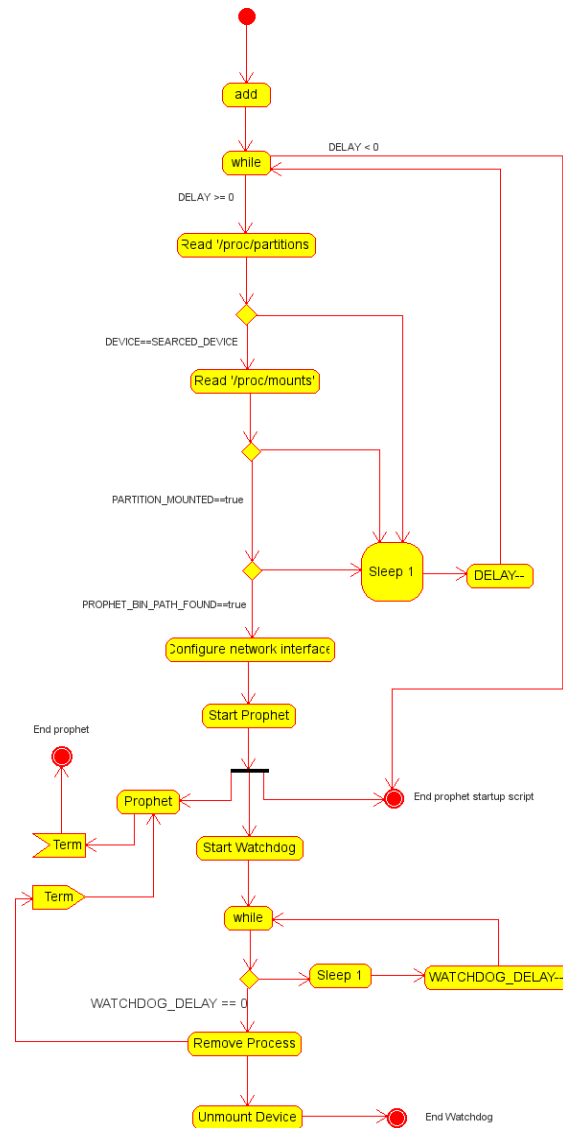 add
DELAY < 0
while
DELAY >= 0
Read '/proc/partitions
DEVICE==SEARCED_DEVICE
Read '/proc/mounts'
PARTITION_MOUNTED==true
Sleep 1
DELAY--
PROPHET_BIN_PATH_FOUND==true
Configure network interface
Start Prophet
End prophet
Prophet
End prophet startup script
Term
Start Watchdog
Term
while
Sleep 1
WATCHDOG_DELAY--
WATCHDOG_DELAY == 0
Remove Process
Unmount Device
End Watchdog